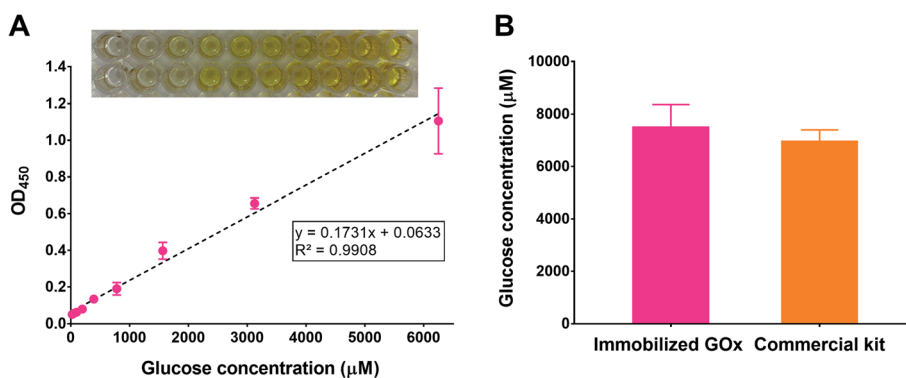 A
OD450
1.4
1.2
1.0
0.8
0.6
0.4
0.2
0.0
y = 0.1731x + 0.0633
R² = 0.9908
0 1000 2000 3000 4000 5000 6000
Glucose concentration (μM)
B
Glucose concentration (μM)
10000
8000
6000
4000
2000
0
Immobilized GOx Commercial kit